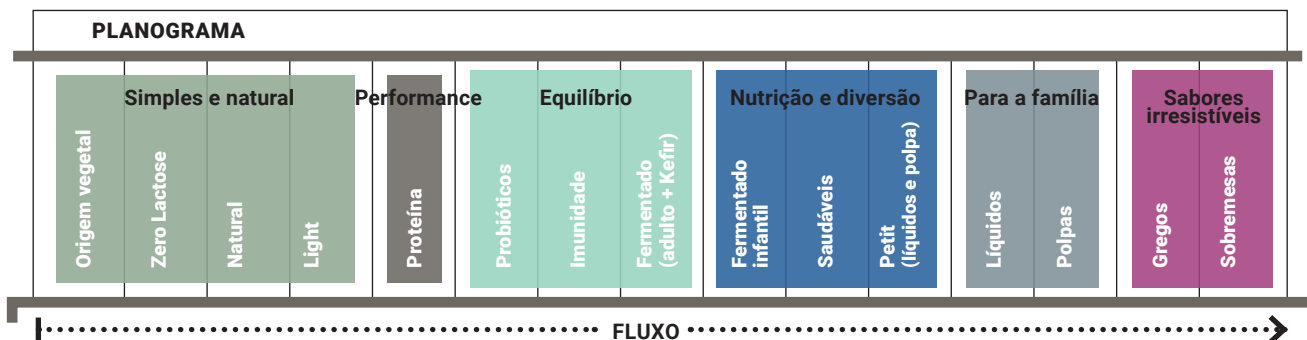 PLANOGRAMA
Simples e natural
Origem vegetal
Zero Lactose
Natural
Light
Performance
Proteína
Equilíbrio
Probióticos
Imunidade
Fermentado
(adulto + Kefir)
Nutrição e diversão
Fermentado
infantil
Saudáveis
Petit
(líquidos e polpa)
Para a família
Líquidos
Polpas
Sabores
irresistíveis
Gregos
Sobremesas
FLUXO